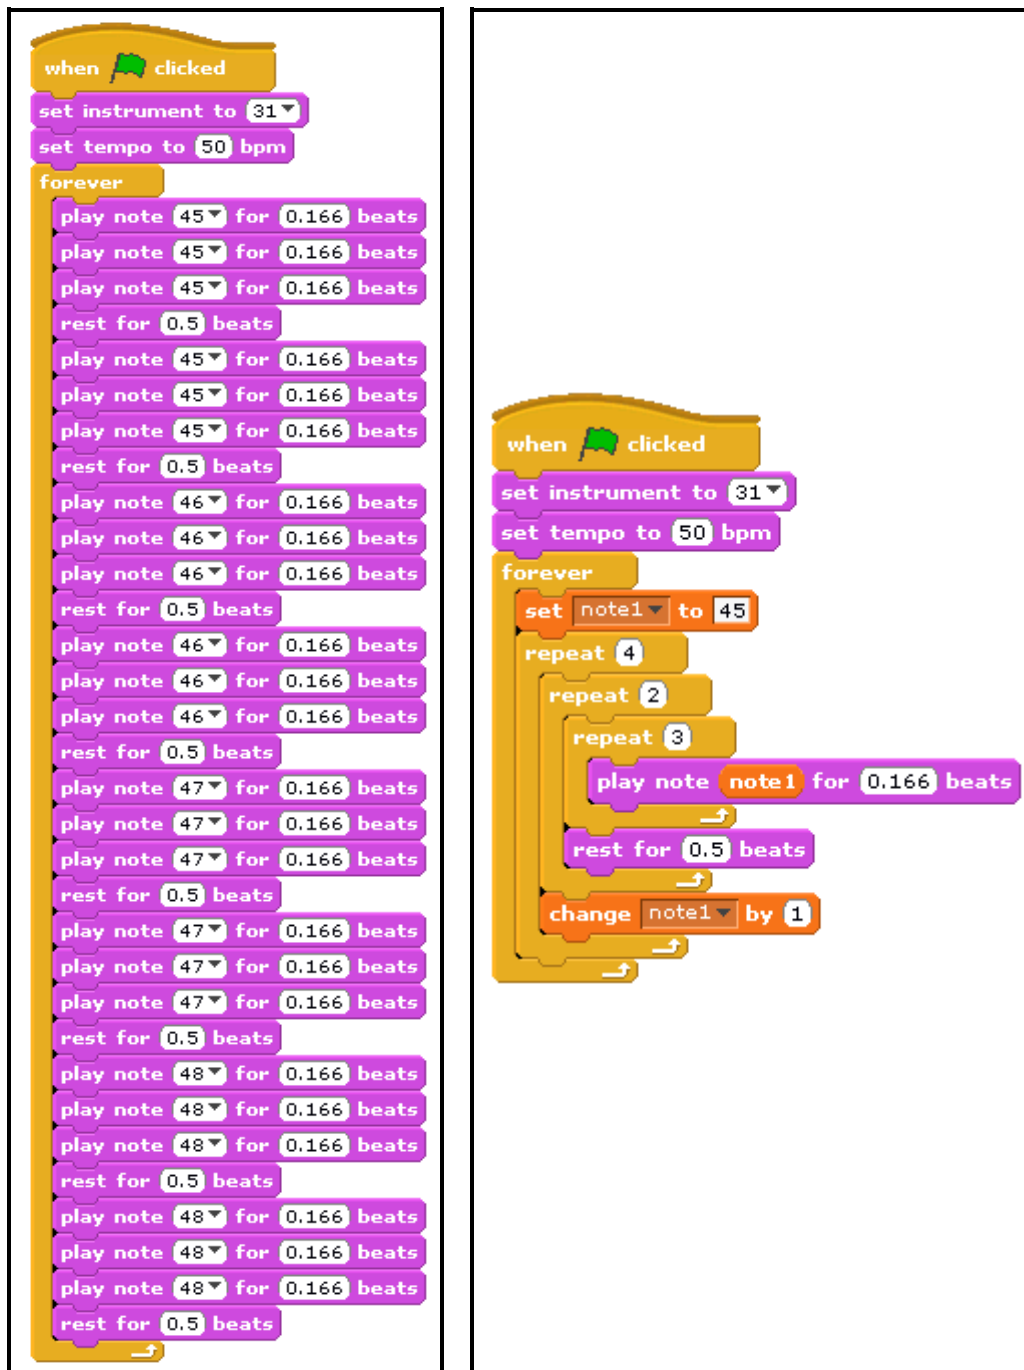 when clicked
set instrument to 31
set tempo to 50 bpm
forever
play note 45 for 0.166 beats
play note 45 for 0.166 beats
play note 45 for 0.166 beats
rest for 0.5 beats
play note 45 for 0.166 beats
play note 45 for 0.166 beats
play note 45 for 0.166 beats
rest for 0.5 beats
play note 46 for 0.166 beats
play note 46 for 0.166 beats
play note 46 for 0.166 beats
rest for 0.5 beats
play note 46 for 0.166 beats
play note 46 for 0.166 beats
play note 46 for 0.166 beats
rest for 0.5 beats
play note 47 for 0.166 beats
play note 47 for 0.166 beats
play note 47 for 0.166 beats
rest for 0.5 beats
play note 47 for 0.166 beats
play note 47 for 0.166 beats
play note 47 for 0.166 beats
rest for 0.5 beats
play note 48 for 0.166 beats
play note 48 for 0.166 beats
play note 48 for 0.166 beats
rest for 0.5 beats
play note 48 for 0.166 beats
play note 48 for 0.166 beats
play note 48 for 0.166 beats
rest for 0.5 beats
when clicked
set instrument to 31
set tempo to 50 bpm
forever
set note1 to 45
repeat 4
repeat 2
repeat 3
play note note1 for 0.166 beats
rest for 0.5 beats
change note1 by 1